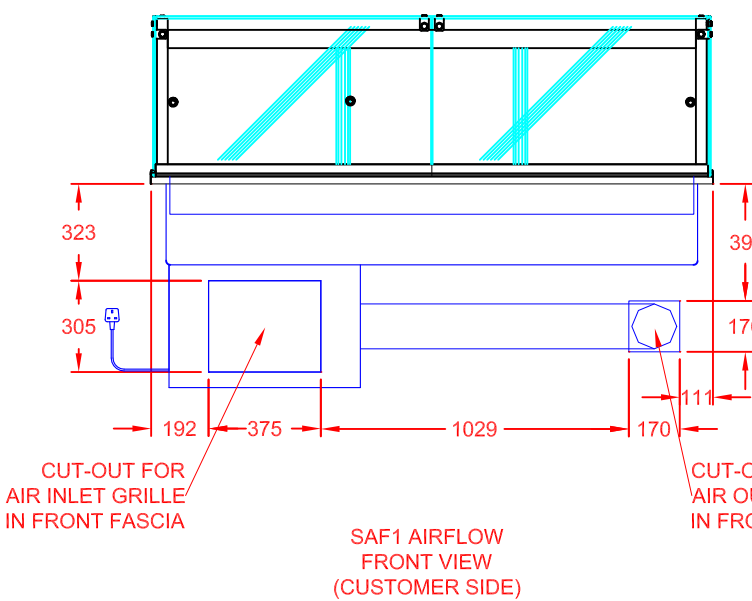 323
305
192
375
1029
170
111
CUT-OUT FOR
AIR INLET GRILLE
IN FRONT FASCIA
AIR
SAF1 AIRFLOW
FRONT VIEW
(CUSTOMER SIDE)